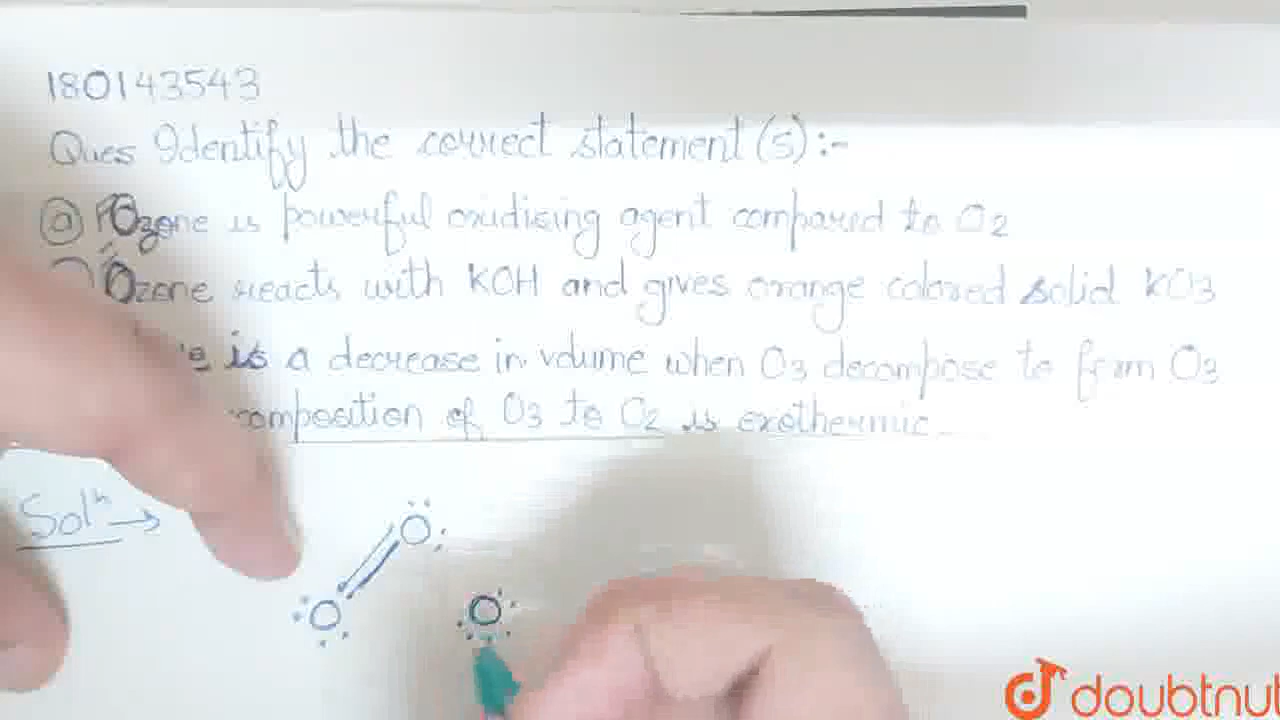 180143543
Ques Identify the correct statement (s) :-
(a) Ozone is powerful oxidising agent compared to O2
Ozone reacts with KOH and gives orange colored solid KO3
is a decrease in volume when O3 decompose to form O3
composition of O3 to O2 is exothermic.
Solⁿ →
O
O
O
doubtnut